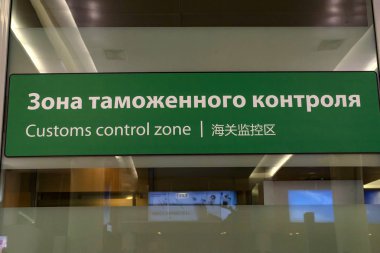 Зона таможенного контроля
Customs control zone | 海关监控区